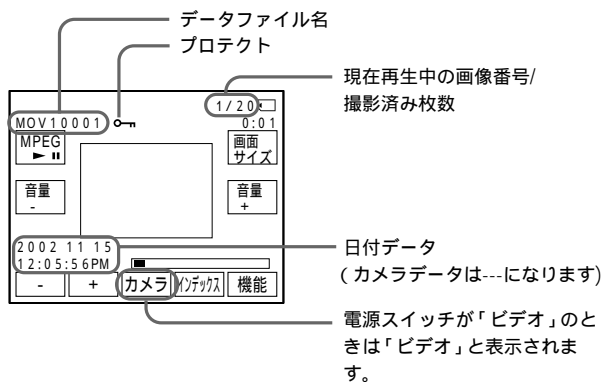 データファイル名
プロテクト
現在再生中の画像番号/
撮影済み枚数
1/20
MOV10001
0:01
MPEG
画面
サイズ
音量
-
音量
+
2002 11 15
12:05:56PM
日付データ
(カメラデータは---になります)
- + カメラ インデックス 機能
電源スイッチが「ビデオ」のと
きは「ビデオ」と表示されま
す。